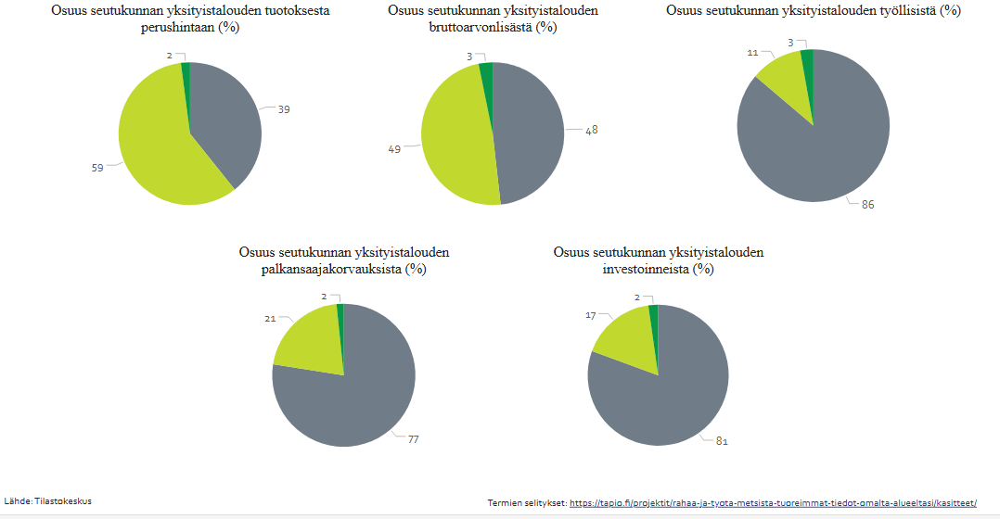 Osuus seutukunnan yksityistalouden tuotoksesta
perushintaan (%)
2
39
59
Osuus seutukunnan yksityistalouden
bruttoarvonlisästä (%)
3
48
49
Osuus seutukunnan yksityistalouden työllisistä (%)
3
11
86
Osuus seutukunnan yksityistalouden
palkansaajakorvauksista (%)
2
21
77
Osuus seutukunnan yksityistalouden
investoinneista (%)
2
17
81
Lähde: Tilastokeskus
Termien selitykset: https://tapio.fi/projektit/rahaa-ja-tyota-metsista-tuoreimmat-tiedot-omalta-alueeltasi/kasitteet/